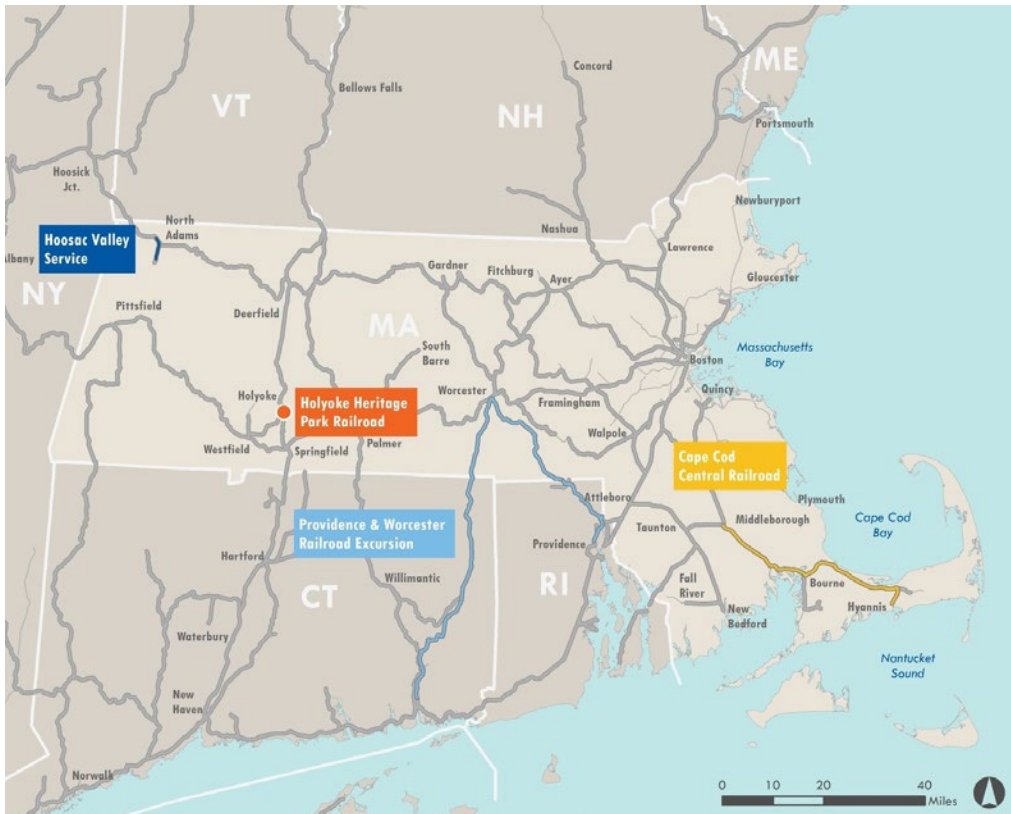 ME
Concord
VT
Bellows Falls
NH
Portsmouth
Hoosick
Jct.
Newburyport
North
Adams
Nashua
Hoosac Valley
Service
Lawrence
Albany
Gardner
Fitchburg
Ayer
Gloucester
NY
Pittsfield
Deerfield
MA
South
Barre
Massachusetts
Bay
Boston
Worcester
Quincy
Holyoke
Holyoke Heritage
Park Railroad
Framingham
Walpole
Westfield
Springfield
Palmer
Cape Cod
Central Railroad
Attleboro
Plymouth
Providence & Worcester
Railroad Excursion
Taunton
Middleborough
Cape Cod
Bay
Providence
Hartford
Willimantic
CT
RI
Fall
River
Bourne
Hyannis
New
Bedford
Waterbury
Nantucket
Sound
New
Haven
Norwalk
0 10 20 40
Miles